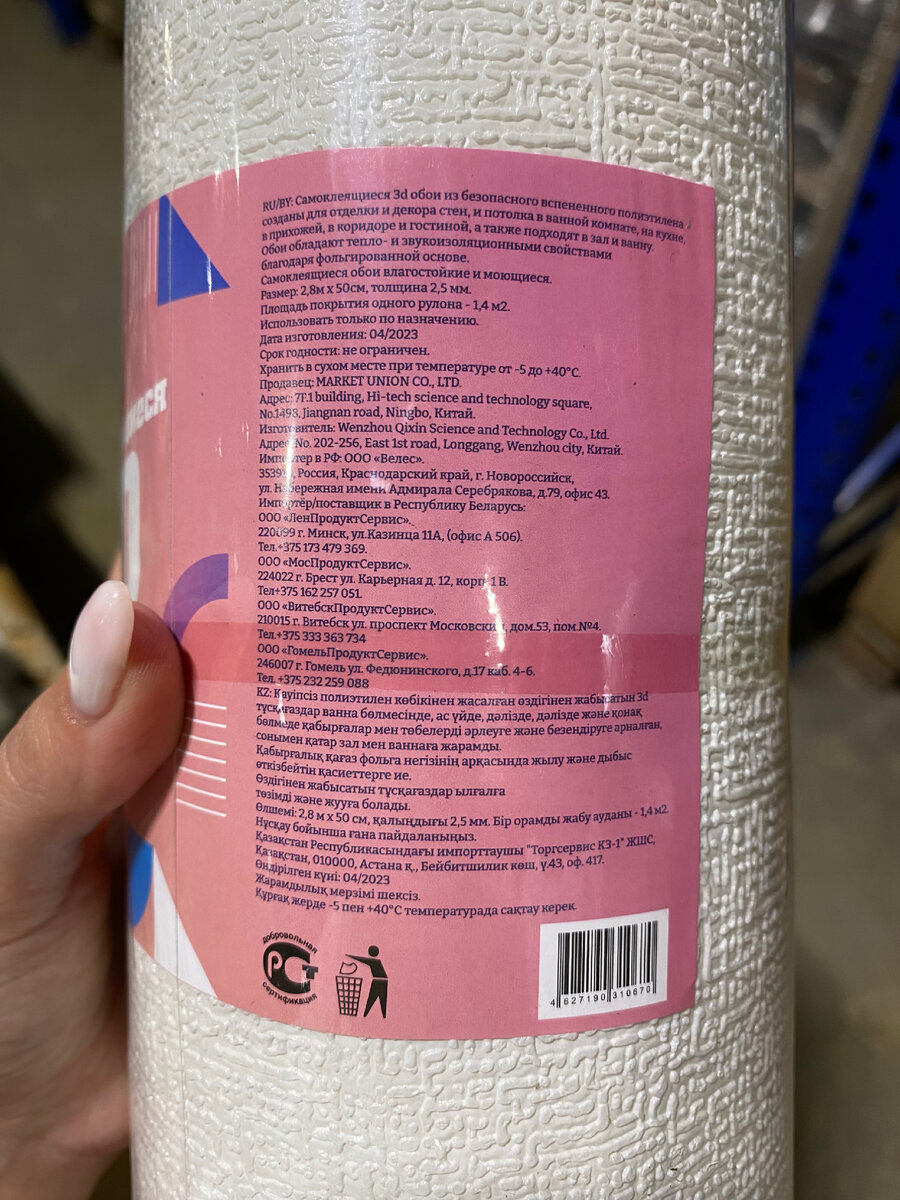 RU/BY: Самоклеящиеся 3d обои из безопасного вспененного полиэтилена
созданы для отделки и декора стен, и потолка в ванной комнате, на кухне,
в прихожей, в коридоре и гостиной, а также подходят в зал и ванну.
Обои обладают тепло- и звукоизоляционными свойствами
благодаря фольгированной основе.
Самоклеящиеся обои влагостойкие и моющиеся.
Размер: 2,8м х 50см, толщина 2,5 мм.
Площадь покрытия одного рулона - 1,4 м2.
Использовать только по назначению.
Дата изготовления: 04/2023
Срок годности: не ограничен.
Хранить в сухом месте при температуре от -5 до +40°C.
Продавец: MARKET UNION CO., LTD.
Адрес: 7F.1 building, Hi-tech science and technology square,
No.1498, Jiangnan road, Ningbo, Китай.
Изготовитель: Wenzhou Qixin Science and Technology Co., Ltd.
Адрес: No. 202-256, East 1st road, Longgang, Wenzhou city, Китай.
Импортер в РФ: ООО «Велес».
Россия, Краснодарский край, г. Новороссийск,
ул. Набережная имени Адмирала Серебрякова, д.79, офис 43.
Импортёр/поставщик в Республику Беларусь:
ООО «ЛенПродуктСервис».
220099 г. Минск, ул.Казинца 11А, (офис А 506).
Тел.+375 173 479 369.
ООО «МосПродуктСервис».
224022 г. Брест ул. Карьерная д. 12, корп. 1 В.
Тел+375 162 257 051.
ООО «ВитебскПродуктСервис».
210015 г. Витебск ул. проспект Московский, дом.53, пом.№4.
Тел.+375 333 363 734
ООО «ГомельПродуктСервис».
246007 г. Гомель ул. Федюнинского, д.17 каб. 4-6.
Тел. +375 232 259 088
KZ: Қауіпсіз полиэтилен көбікінен жасалған өздігінен жабысатын 3d
тұсқағаздар ванна бөлмесінде, ас үйде, дәлізде, дәлізде және қонақ
бөлмеде қабырғалар мен төбелерді әрлеуге және безендіруге арналған,
сонымен қатар зал мен ваннаға жарамды.
Қабырғалық қағаз фольга негізінің арқасында жылу және дыбыс
өткізбейтін қасиеттерге ие.
Өздігінен жабысатын тұсқағаздар ылғалға
төзімді және жууға болады.
Өлшемі: 2,8 м х 50 см, қалыңдығы 2,5 мм. Бір орамды жабу ауданы - 1,4 м2.
Нұсқау бойынша ғана пайдаланыңыз.
Қазақстан Республикасындағы импорттаушы "Торгсервис КЗ-1" ЖШС,
Қазақстан, 010000, Астана қ., Бейбітшилик көш, ү.43, оф. 417.
Өндірілген күні: 04/2023
Жарамдылық мерзімі шексіз.
Құрғақ жерде -5 пен +40°C температурада сақтау керек.
добровольная
РСТ
сертификация
4 627190 310670